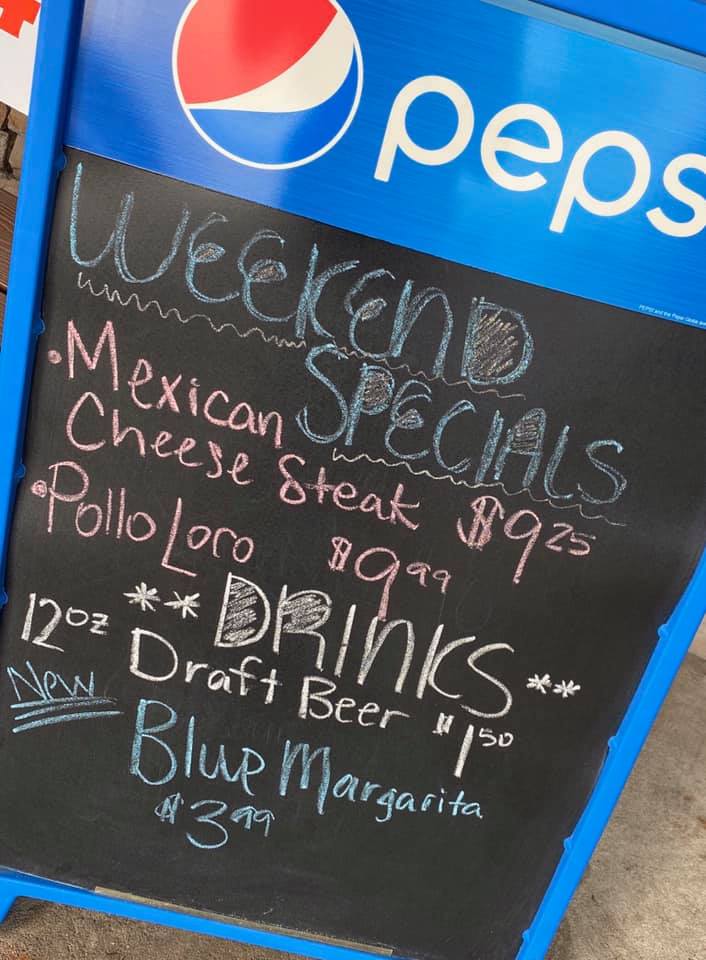 peps
WEEKEND
SPECIALS
• Mexican
Cheese Steak $9 25
• Pollo Loro $9 99
** DRINKS **
12oz Draft Beer $1 50
New Blue Margarita
$3 99